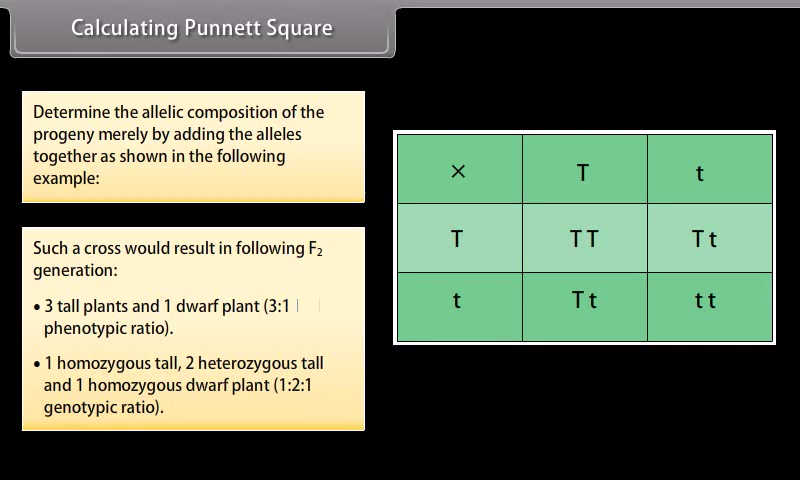 Calculating Punnett Square
Determine the allelic composition of the
progeny merely by adding the alleles
together as shown in the following
example:
Such a cross would result in following F₂
generation:
• 3 tall plants and 1 dwarf plant (3:1
phenotypic ratio).
• 1 homozygous tall, 2 heterozygous tall
and 1 homozygous dwarf plant (1:2:1
genotypic ratio).
× T t
T T T T t
t T t t t